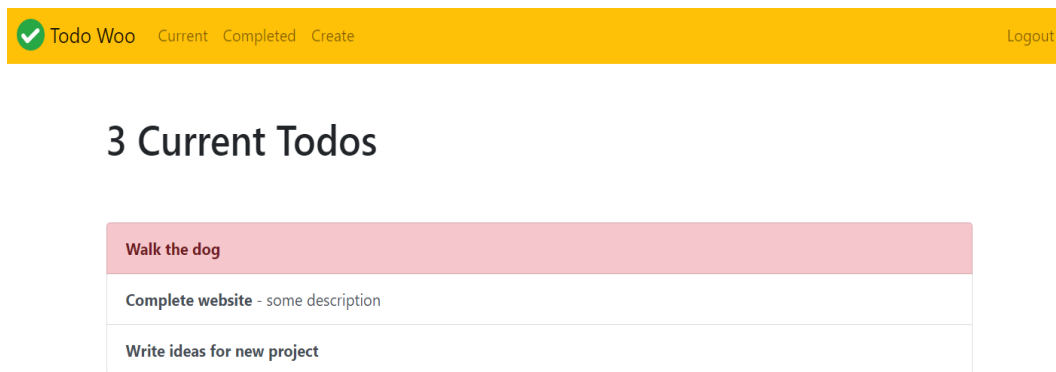 Todo Woo Current Completed Create Logout
3 Current Todos
Walk the dog
Complete website - some description
Write ideas for new project